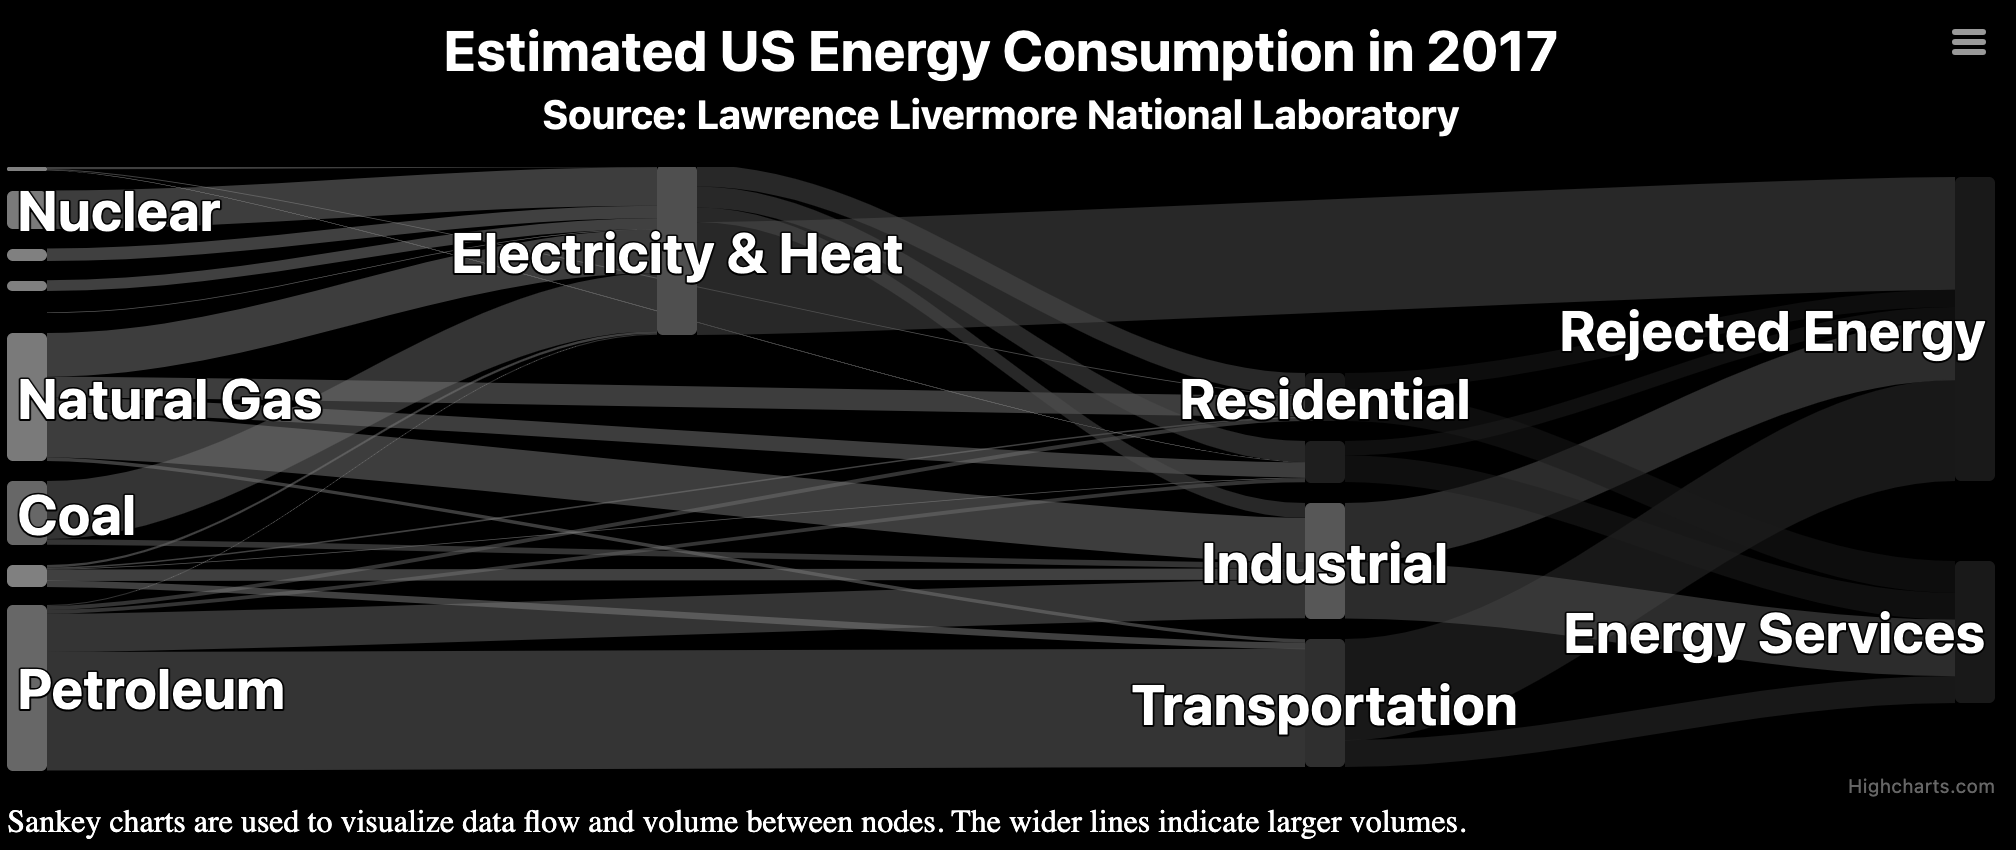 Estimated US Energy Consumption in 2017
Source: Lawrence Livermore National Laboratory
Nuclear
Electricity & Heat
Rejected Energy
Natural Gas
Residential
Coal
Industrial
Energy Services
Petroleum
Transportation
Highcharts.com
Sankey charts are used to visualize data flow and volume between nodes. The wider lines indicate larger volumes.